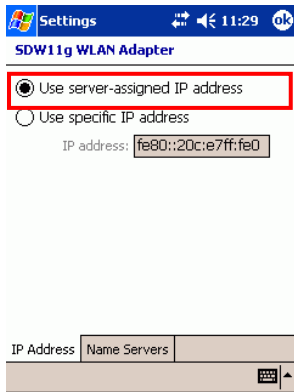 Settings 11:29 ok
SDW11g WLAN Adapter
Use server-assigned IP address
Use specific IP address
IP address: fe80::20c:e7ff:fe0
IP Address Name Servers